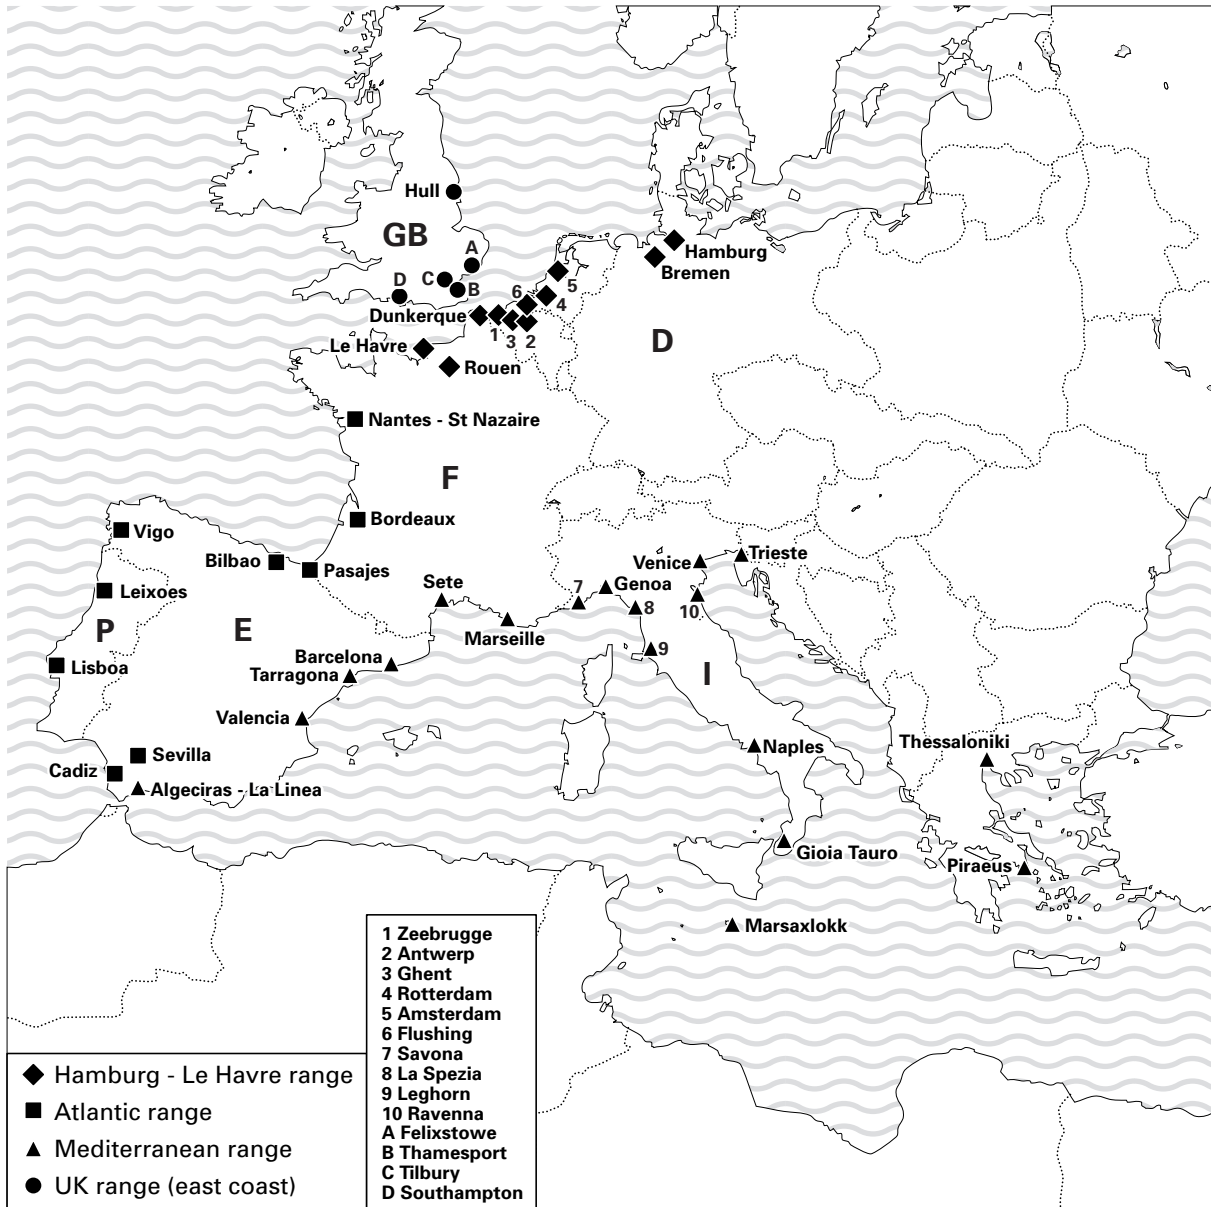 Hull
GB
A
C
B
D
Hamburg
Bremen
5
6
4
Dunkerque
1
3
2
D
Le Havre
Rouen
Nantes - St Nazaire
F
Bordeaux
Vigo
Bilbao
Pasajes
Leixoes
Venice
Trieste
Sete
7
Genoa
8
10
Marseille
P
E
9
Barcelona
Lisboa
Tarragona
I
Valencia
Naples
Thessaloniki
Sevilla
Cadiz
Algeciras - La Linea
Gioia Tauro
Piraeus
Marsaxlokk
1 Zeebrugge
2 Antwerp
3 Ghent
4 Rotterdam
5 Amsterdam
6 Flushing
7 Savona
8 La Spezia
9 Leghorn
10 Ravenna
A Felixstowe
B Thamesport
C Tilbury
D Southampton
Hamburg - Le Havre range
Atlantic range
Mediterranean range
UK range (east coast)